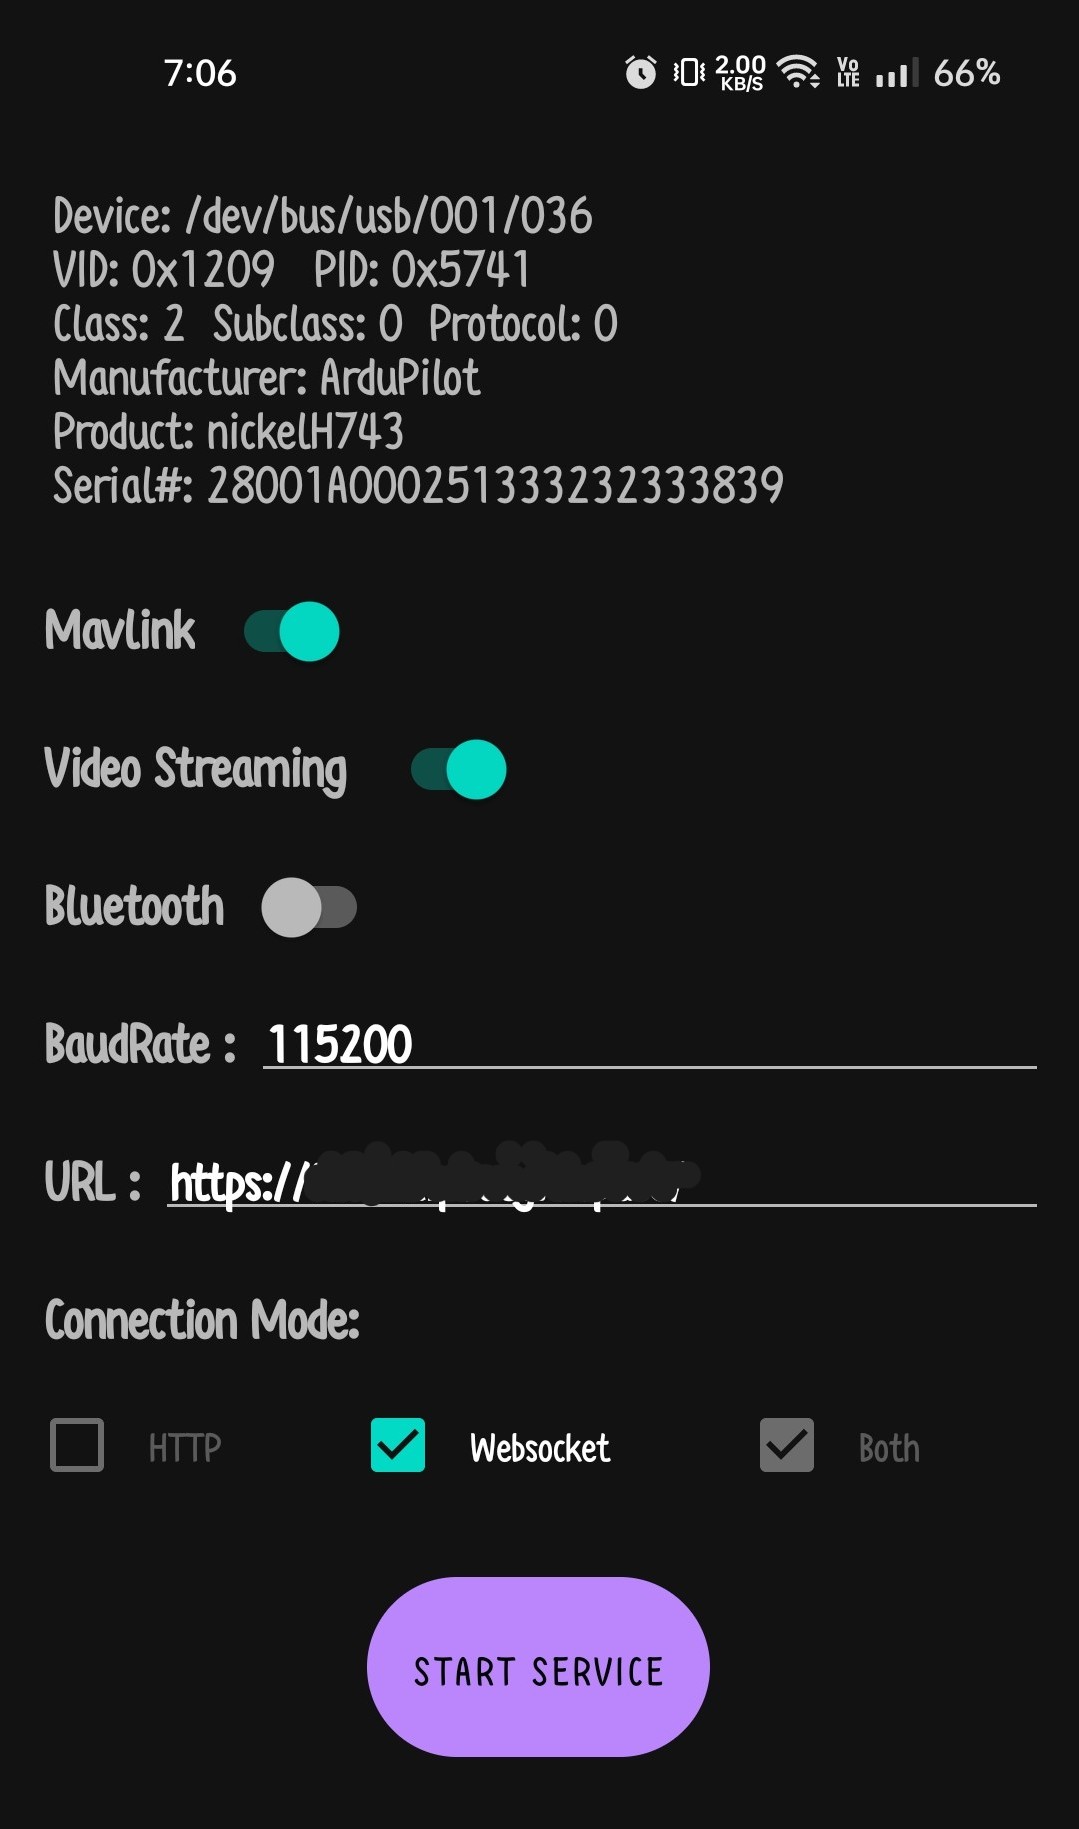 7:06 2.00 KB/S Vo LTE 66%
Device: /dev/bus/usb/001/036
VID: 0x1209 PID: 0x5741
Class: 2 Subclass: 0 Protocol: 0
Manufacturer: ArduPilot
Product: nickelH743
Serial#: 28001A000251333232333839
Mavlink
Video Streaming
Bluetooth
BaudRate : 115200
URL : https://
Connection Mode:
HTTP Websocket Both
START SERVICE